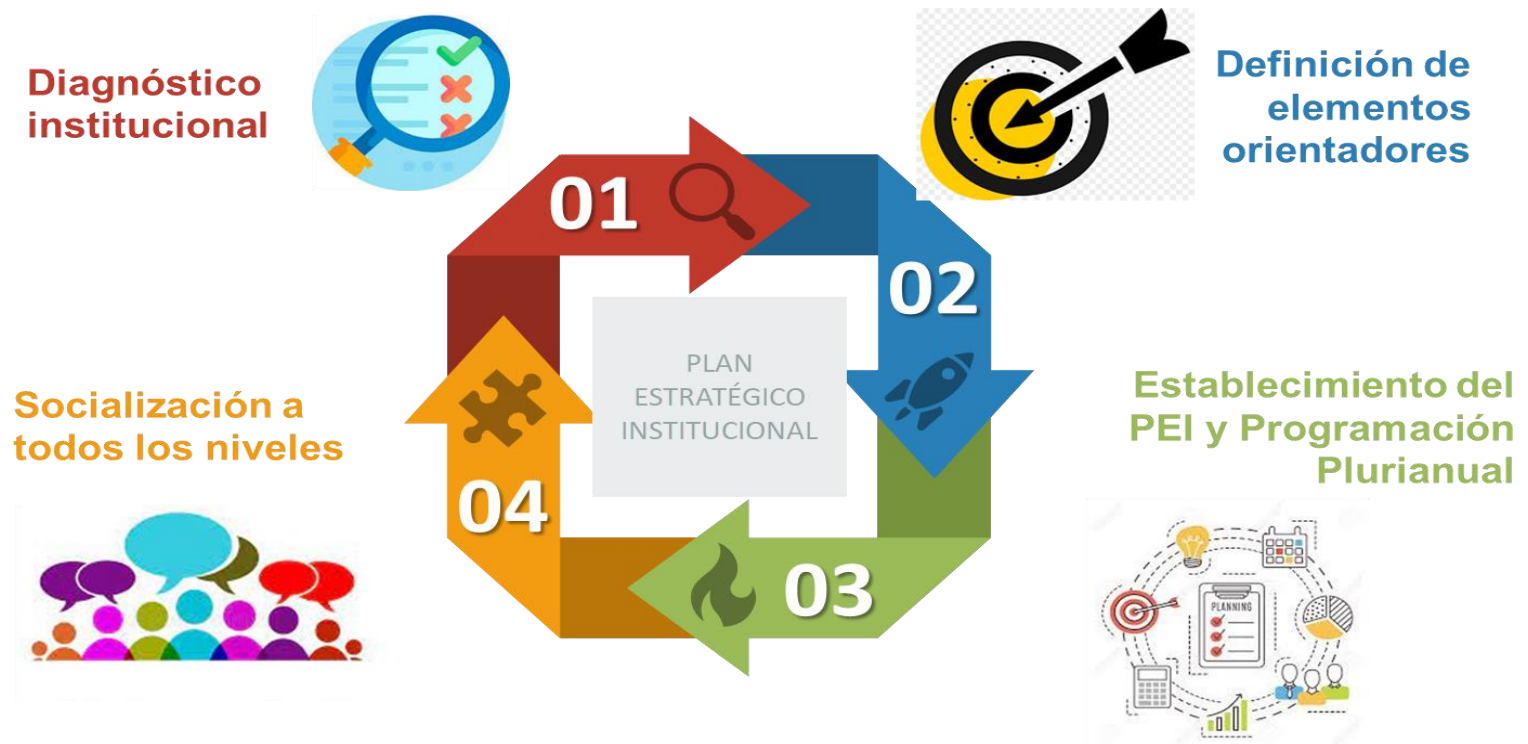 Diagnóstico
institucional
01
Definición de
elementos
orientadores
02
PLAN
ESTRATÉGICO
INSTITUCIONAL
Establecimiento del
PEI y Programación
Plurianual
03
PLANNING
Socialización a
todos los niveles
04